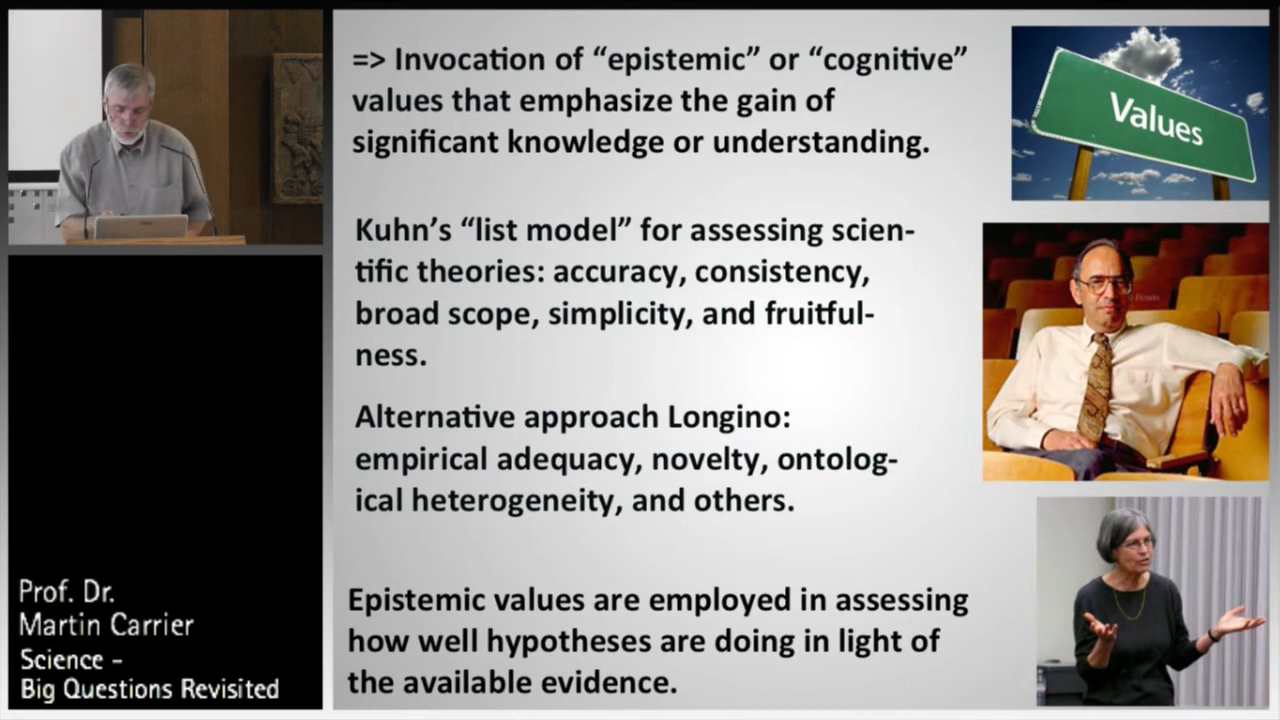 => Invocation of “epistemic” or “cognitive”
values that emphasize the gain of
significant knowledge or understanding.
Kuhn’s “list model” for assessing scien-
tific theories: accuracy, consistency,
broad scope, simplicity, and fruitful-
ness.
Alternative approach Longino:
empirical adequacy, novelty, ontolog-
ical heterogeneity, and others.
Epistemic values are employed in assessing
how well hypotheses are doing in light of
the available evidence.
Values
Prof. Dr.
Martin Carrier
Science -
Big Questions Revisited